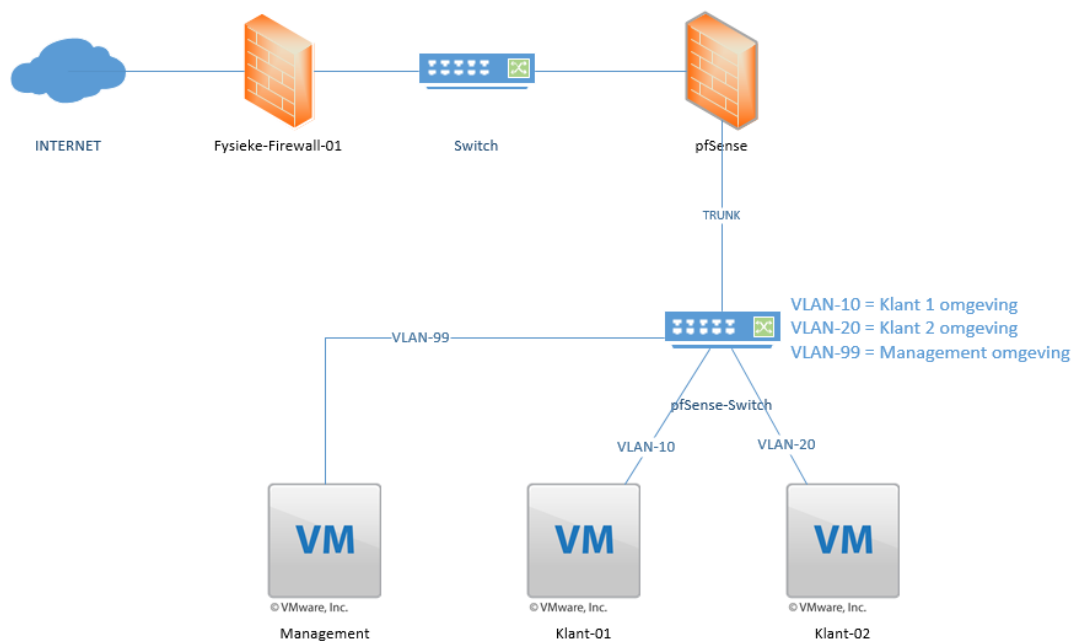 INTERNET
Fysieke-Firewall-01
Switch
pfSense
TRUNK
VLAN-10 = Klant 1 omgeving
VLAN-20 = Klant 2 omgeving
VLAN-99 = Management omgeving
VLAN-99
pfSense-Switch
VLAN-10
VLAN-20
VM
VM
VM
© VMware, Inc.
© VMware, Inc.
© VMware, Inc.
Management
Klant-01
Klant-02